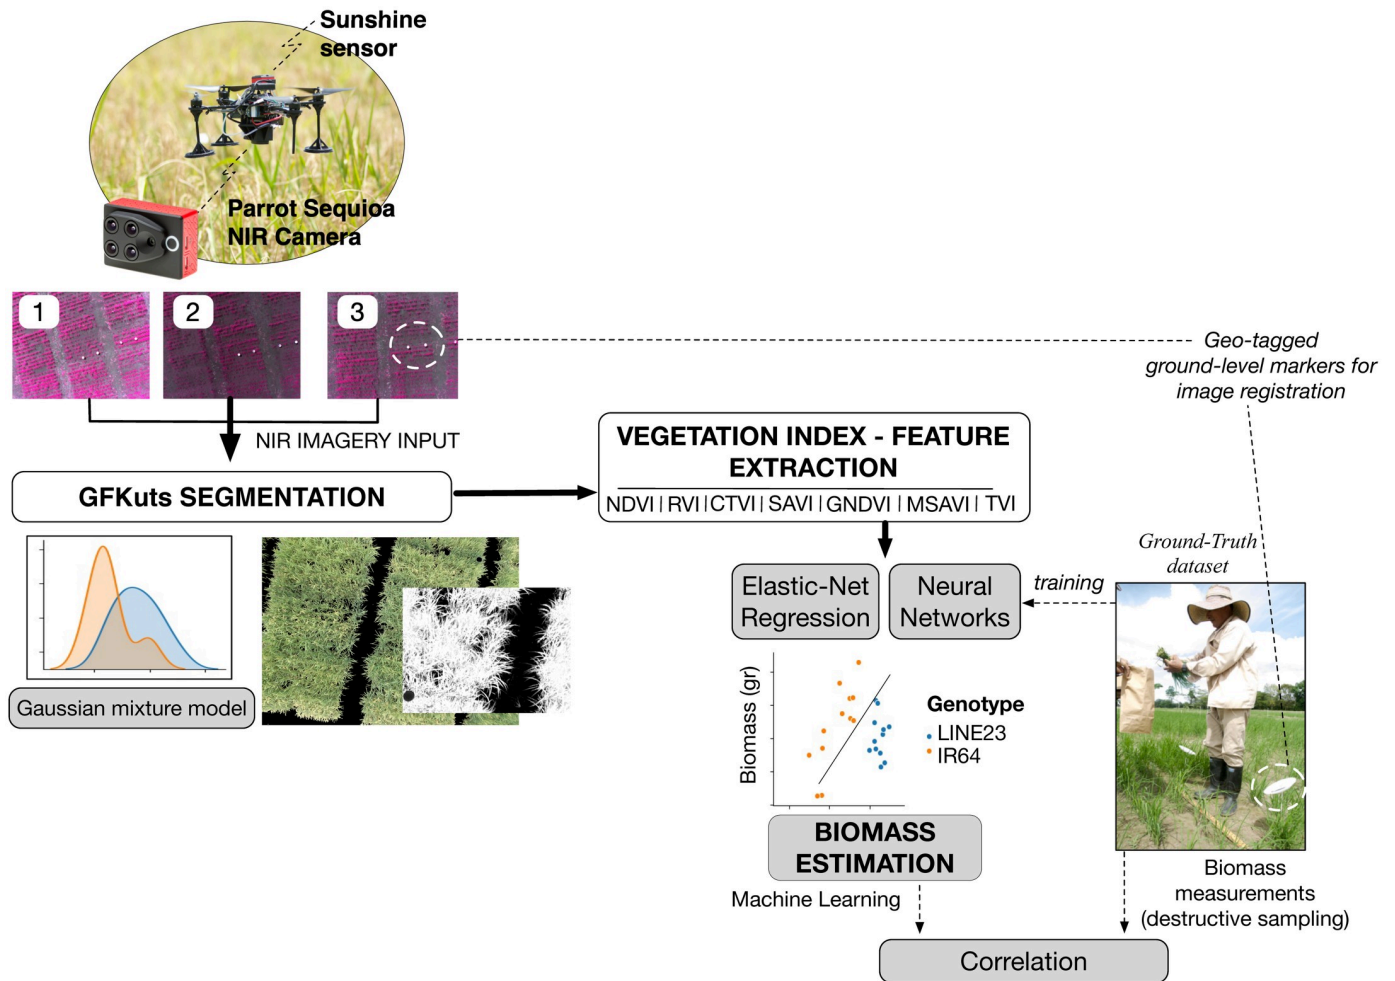 Sunshine
sensor
Parrot Sequioa
NIR Camera
1
2
3
Geo-tagged
ground-level markers for
image registration
NIR IMAGERY INPUT
GFKuts SEGMENTATION
VEGETATION INDEX - FEATURE
EXTRACTION
NDVI | RVI | CTVI | SAVI | GNDVI | MSAVI | TVI
Gaussian mixture model
Elastic-Net
Regression
Neural
Networks
training
Ground-Truth
dataset
Biomass (gr)
Genotype
LINE23
IR64
BIOMASS
ESTIMATION
Machine Learning
Biomass
measurements
(destructive sampling)
Correlation